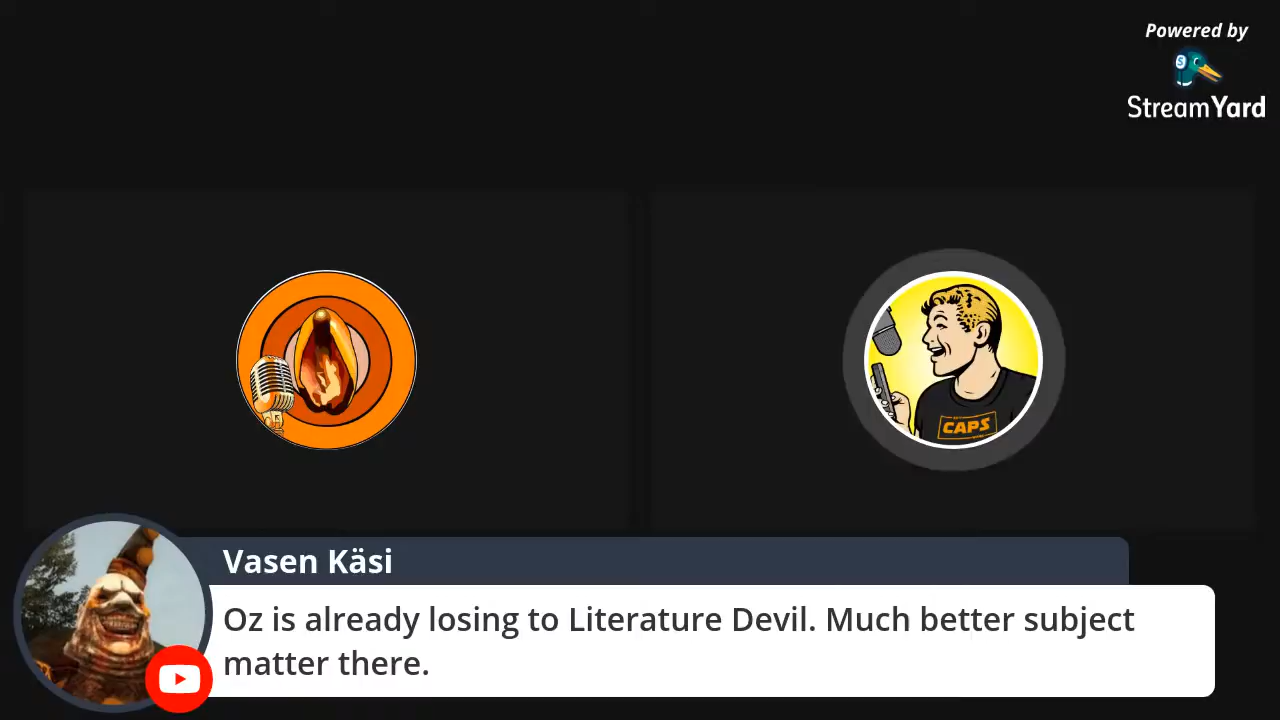 Powered by
StreamYard
CAPS
Vasen Käsi
Oz is already losing to Literature Devil. Much better subject
matter there.